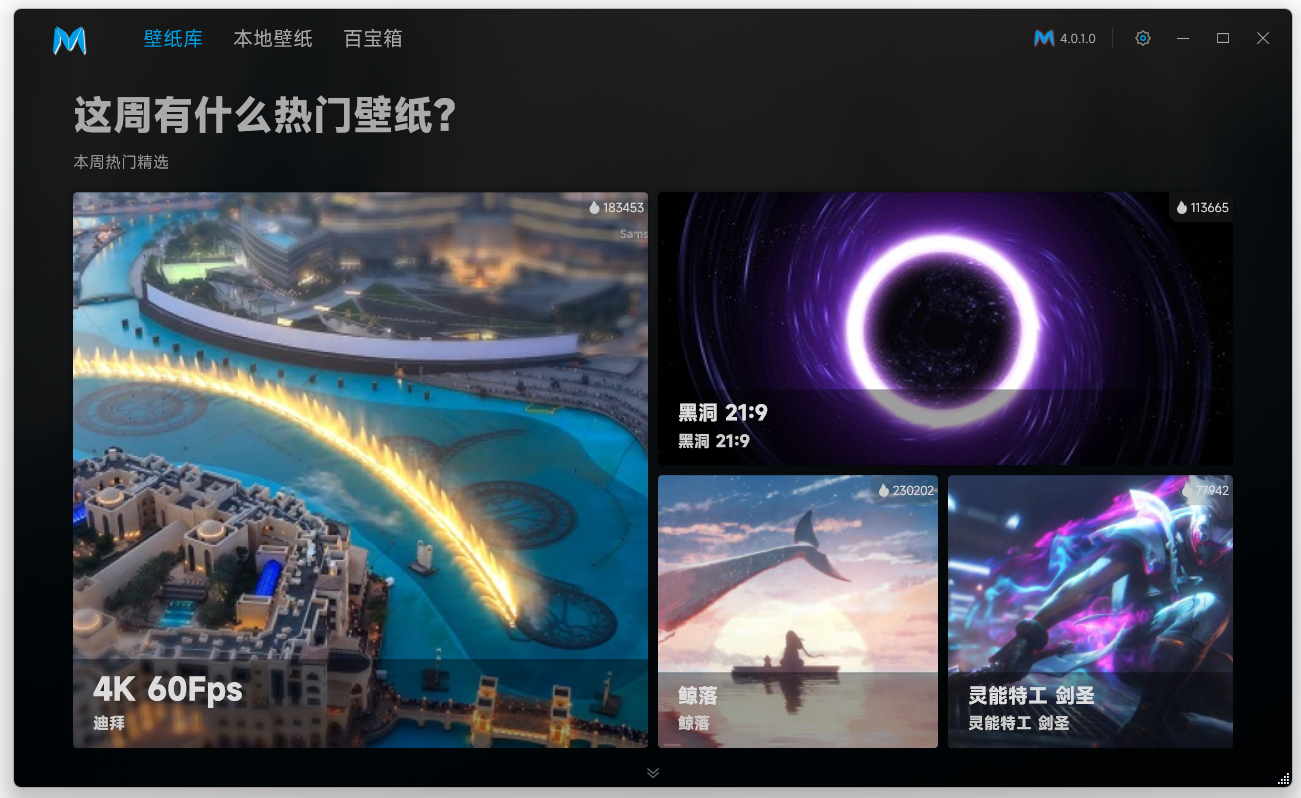 壁纸库 本地壁纸 百宝箱 4.0.1.0
这周有什么热门壁纸?
本周热门精选
183453
Sams
4K 60Fps
迪拜
113665
黑洞 21:9
黑洞 21:9
230202
鲸落
鲸落
77942
灵能特工 剑圣
灵能特工 剑圣